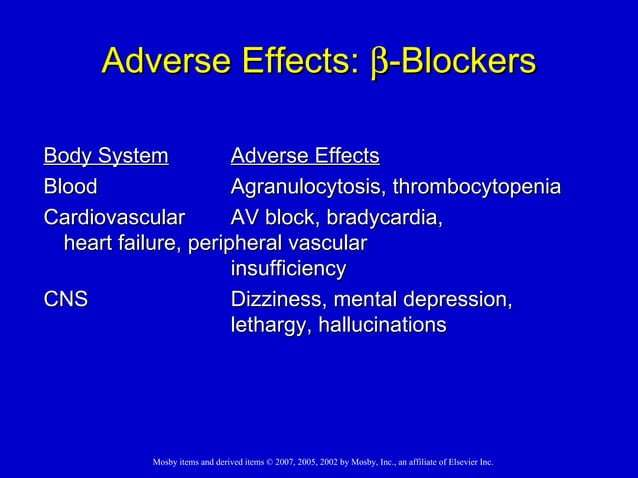 Adverse Effects: β-Blockers
Body System Adverse Effects
Blood Agranulocytosis, thrombocytopenia
Cardiovascular AV block, bradycardia,
heart failure, peripheral vascular
insufficiency
CNS Dizziness, mental depression,
lethargy, hallucinations
Mosby items and derived items © 2007, 2005, 2002 by Mosby, Inc., an affiliate of Elsevier Inc.